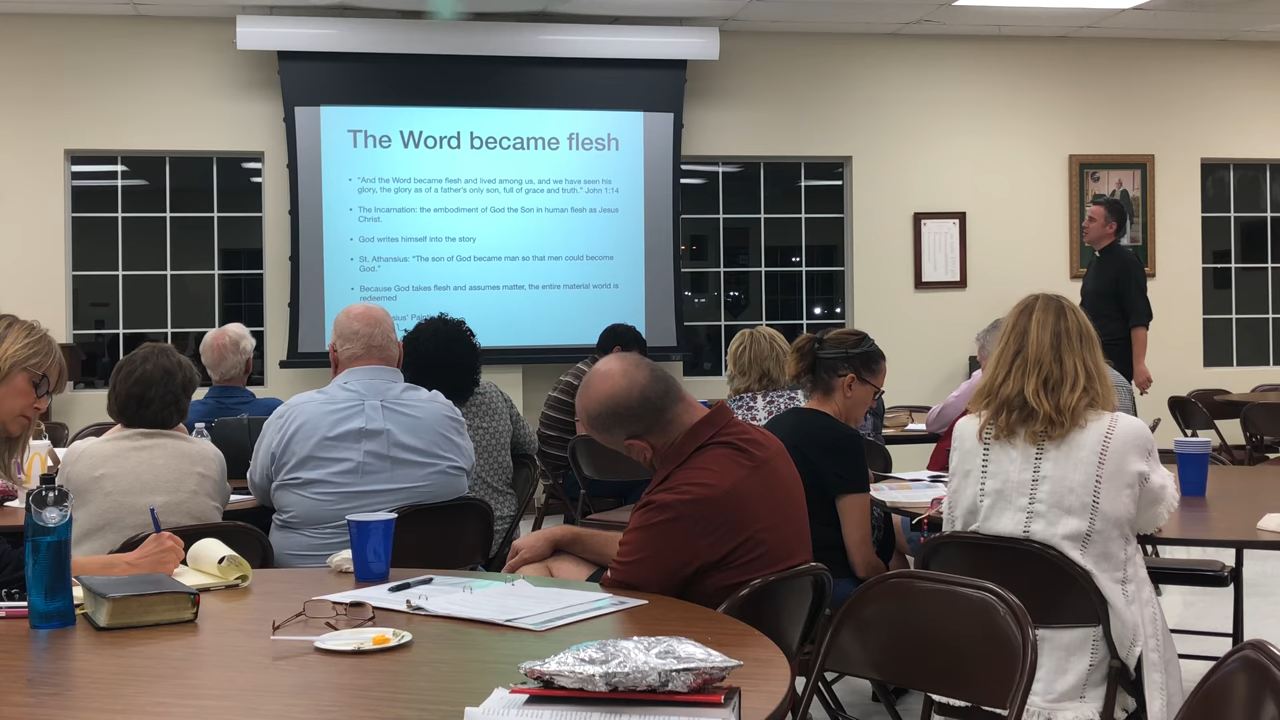 The Word became flesh
• "And the Word became flesh and lived among us, and we have seen his
glory, the glory as of a father's only son, full of grace and truth." John 1:14
• The Incarnation: the embodiment of God the Son in human flesh as Jesus
Christ.
• God writes himself into the story
• St. Athansius: "The son of God became man so that men could become
God."
• Because God takes flesh and assumes matter, the entire material world is
redeemed